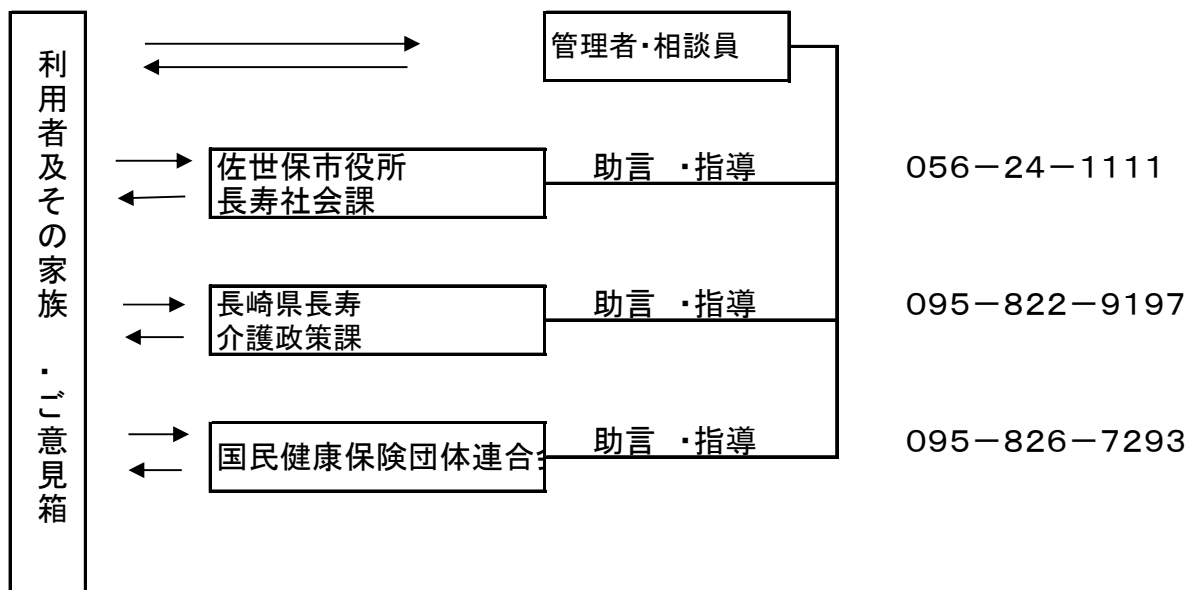 利用者及その家族 ・ご意見箱
管理者・相談員
佐世保市役所
長寿社会課
助言 ・指導
056－24－1111
長崎県長寿
介護政策課
助言 ・指導
095－822－9197
国民健康保険団体連合会
助言 ・指導
095－826－7293